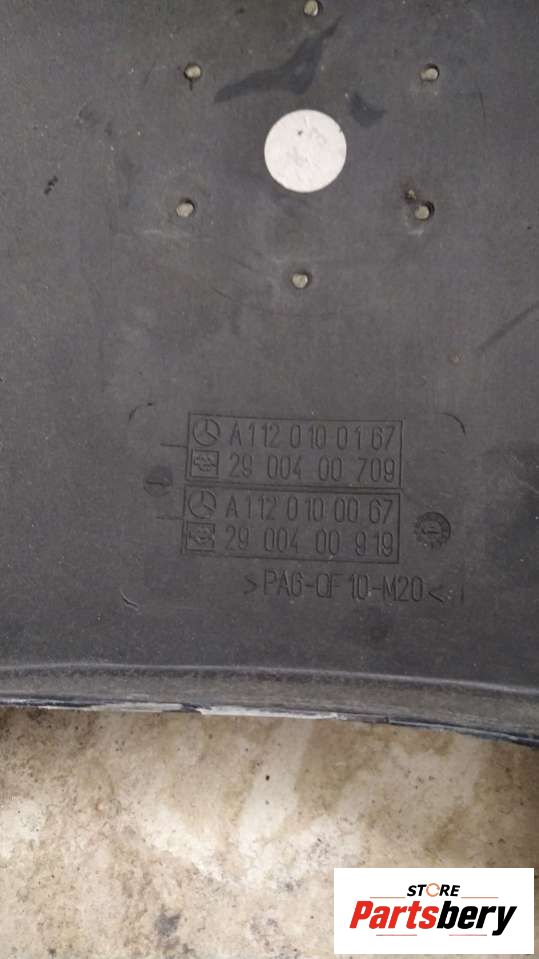 A 112 010 01 67
29 004 00 709
A 112 010 00 67
29 004 00 919
>PA6-GF10-M20<
STORE
Partsbery